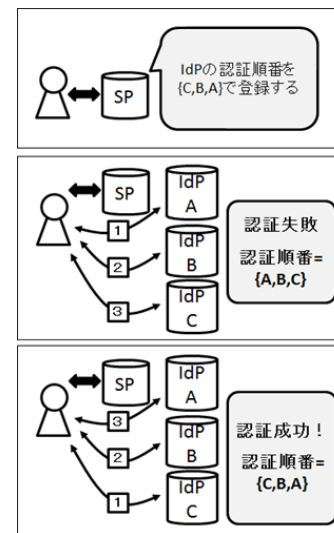 IdPの認証順番を
{C,B,A}で登録する
SP
SP
IdP
A
1
IdP
B
2
IdP
C
3
認証失敗
認証順番=
{A,B,C}
SP
IdP
A
3
IdP
B
2
IdP
C
1
認証成功！
認証順番=
{C,B,A}